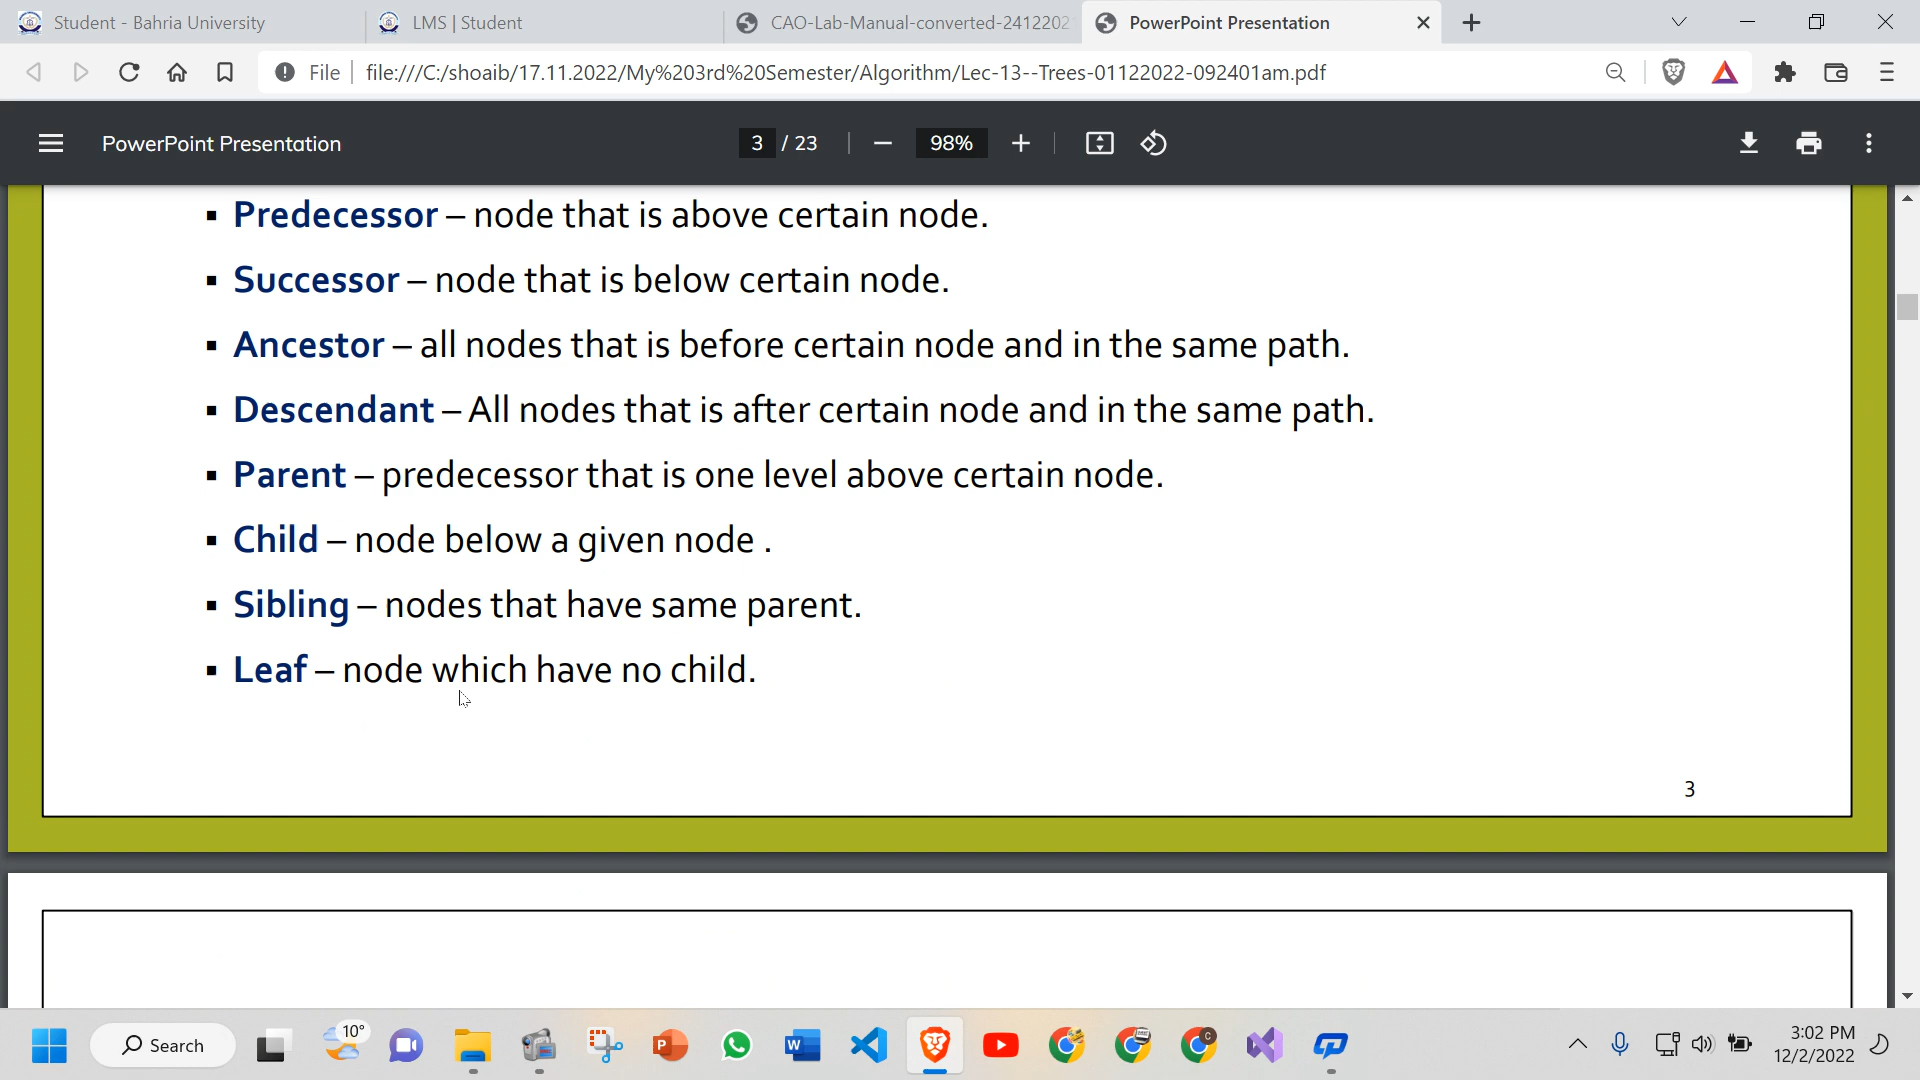 Student - Bahria University
LMS | Student
CAO-Lab-Manual-converted-2412202
PowerPoint Presentation
File
file:///C:/shoaib/17.11.2022/My%203rd%20Semester/Algorithm/Lec-13--Trees-01122022-092401am.pdf
PowerPoint Presentation
3 / 23
98%
▪ Predecessor – node that is above certain node.
▪ Successor – node that is below certain node.
▪ Ancestor – all nodes that is before certain node and in the same path.
▪ Descendant – All nodes that is after certain node and in the same path.
▪ Parent – predecessor that is one level above certain node.
▪ Child – node below a given node .
▪ Sibling – nodes that have same parent.
▪ Leaf – node which have no child.
3
Search
10°
3:02 PM
12/2/2022